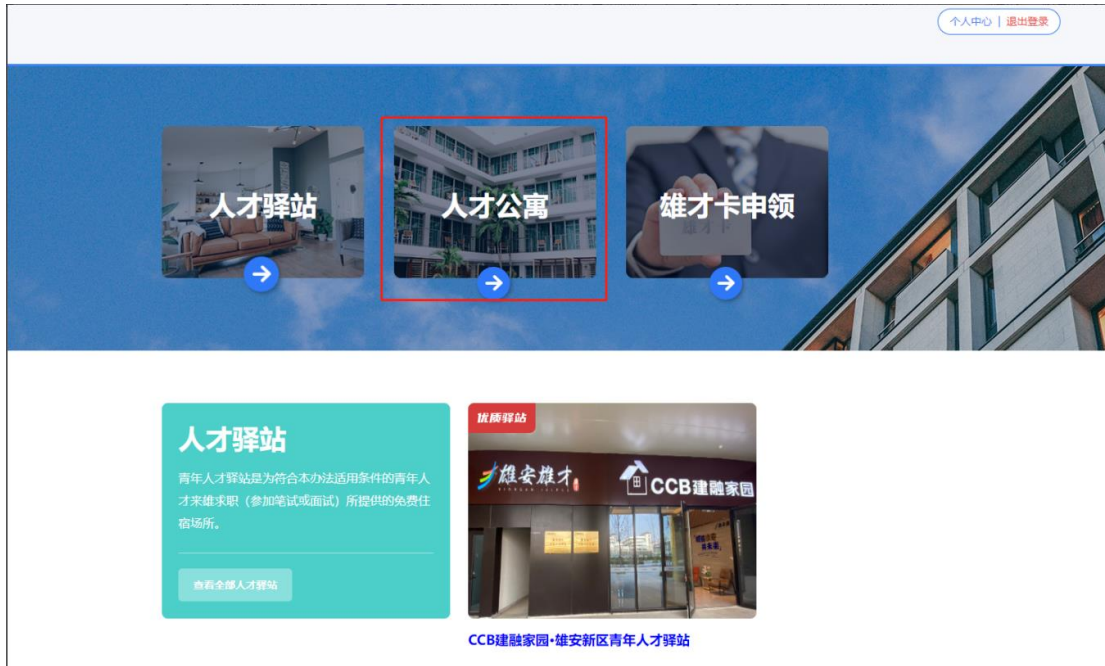 个人中心 | 退出登录
人才驿站
人才公寓
雄才卡申领
雄才卡
人才驿站
青年人才驿站是为符合本办法适用条件的青年人
才来雄求职（参加笔试或面试）所提供的免费住
宿场所。
查看全部人才驿站
优质驿站
雄安雄才
CCB建融家园
CCB建融家园·雄安新区青年人才驿站